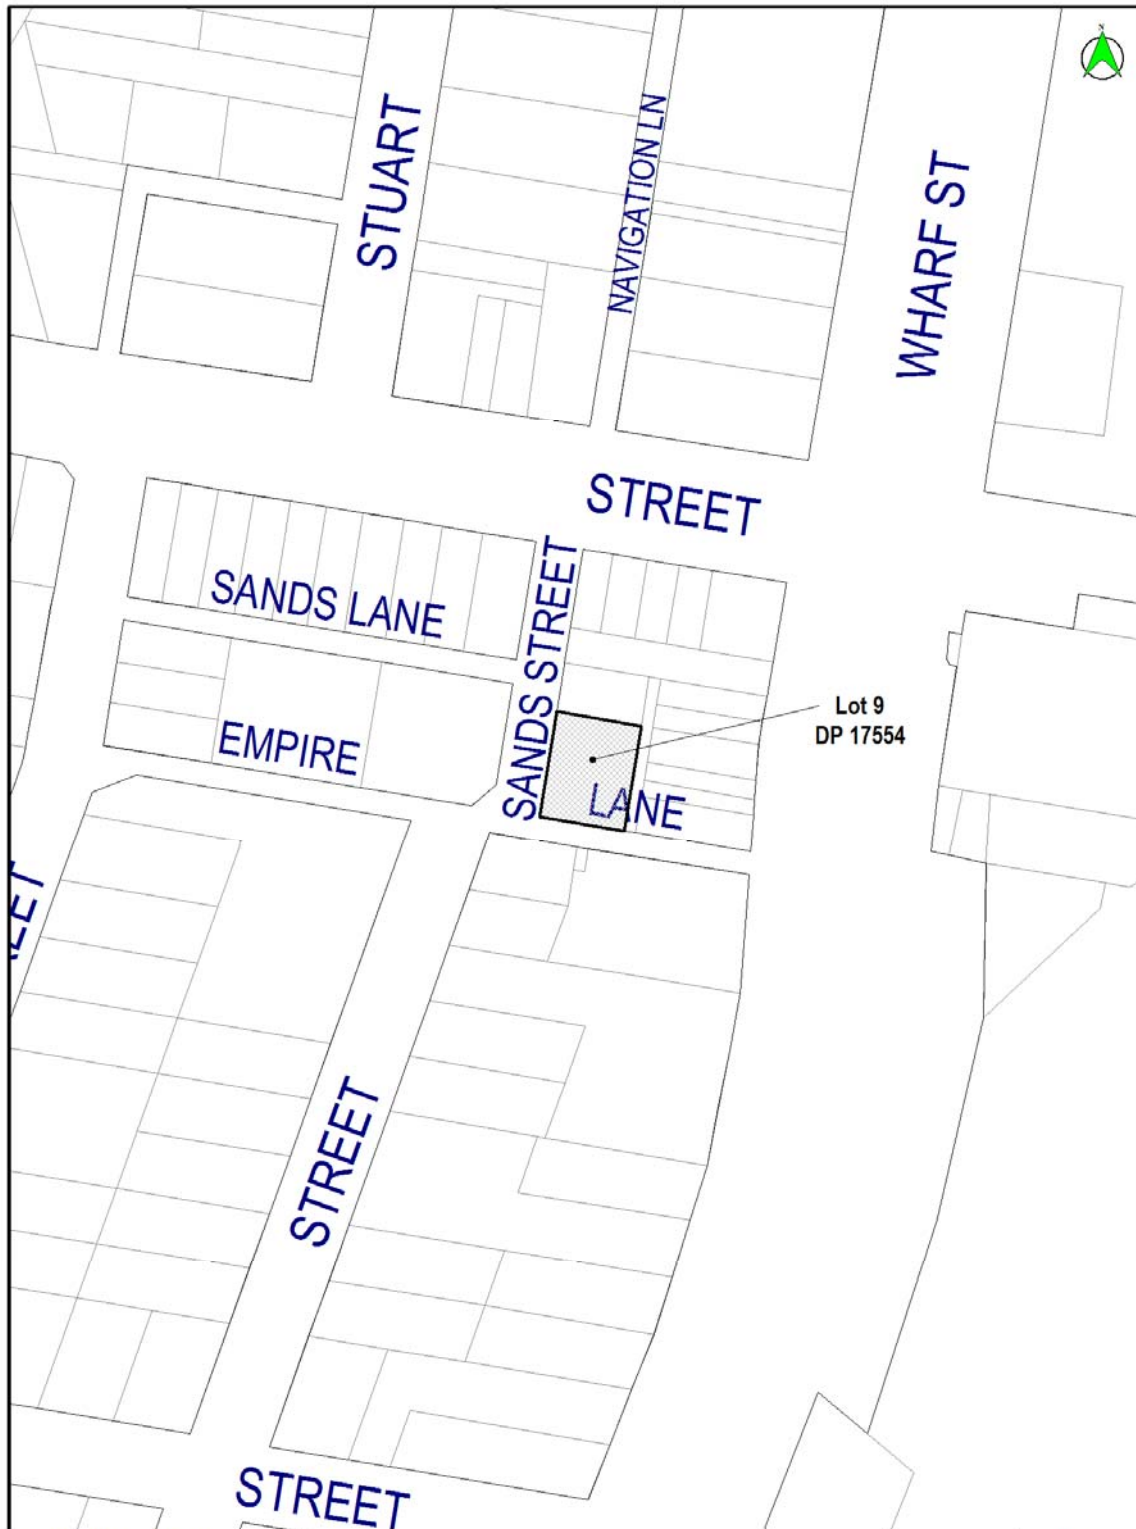 N
STUART
NAVIGATION LN
WHARF ST
STREET
SANDS STREET
SANDS LANE
Lot 9
DP 17554
EMPIRE
LANE
STREET
STREET